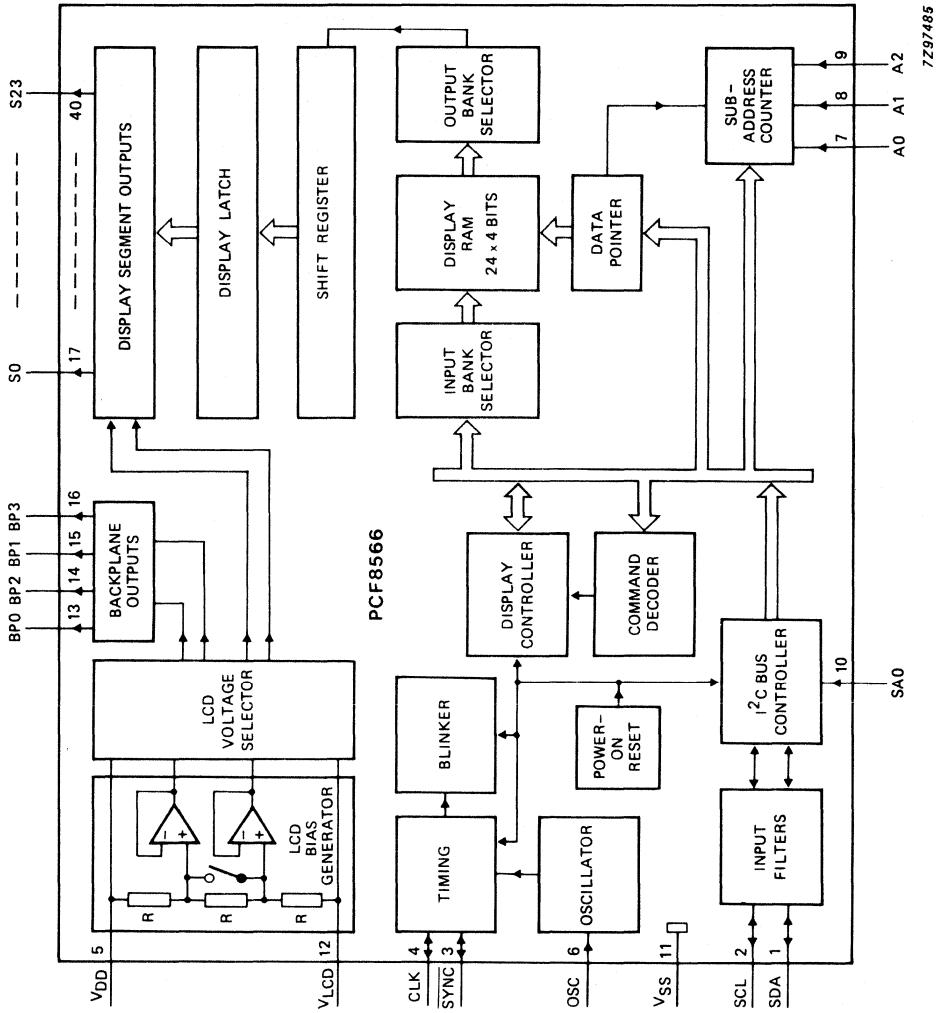 7Z97485
S23
S0
40
17
DISPLAY SEGMENT OUTPUTS
DISPLAY LATCH
SHIFT REGISTER
OUTPUT
BANK
SELECTOR
DISPLAY
RAM
24 x 4 BITS
INPUT
BANK
SELECTOR
DATA
POINTER
SUB-
ADDRESS
COUNTER
9
8
7
A2
A1
A0
BP0
BP2
BP1
BP3
13
14
15
16
BACKPLANE
OUTPUTS
LCD
VOLTAGE
SELECTOR
PCF8566
DISPLAY
CONTROLLER
COMMAND
DECODER
BLINKER
POWER-
ON
RESET
I²C BUS
CONTROLLER
10
SA0
LCD
BIAS
GENERATOR
-
+
-
+
R
R
R
TIMING
OSCILLATOR
INPUT
FILTERS
5
12
4
3
6
11
2
1
VDD
VLCD
CLK
SYNC
OSC
VSS
SCL
SDA